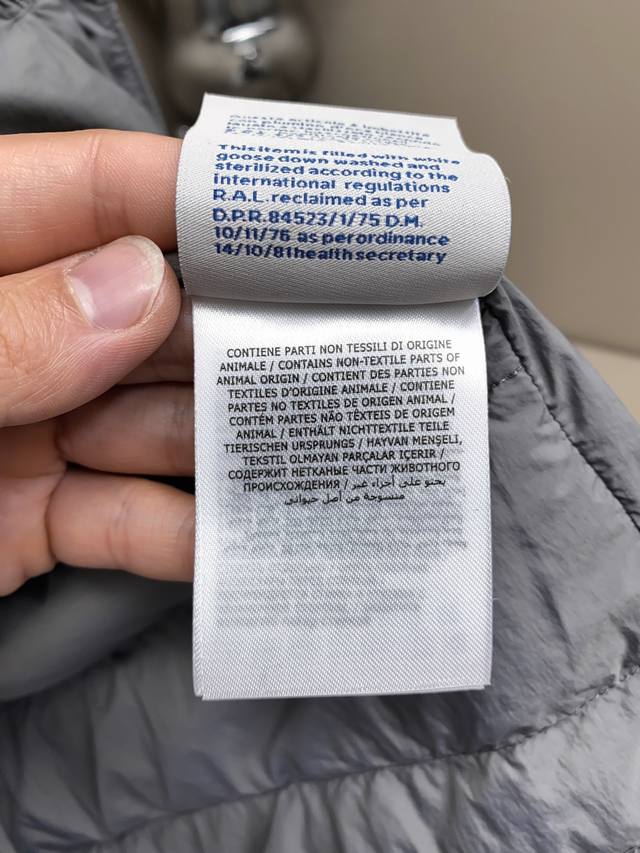 This item is filled with white
goose down washed and
sterilized according to the
international regulations
R.A.L. reclaimed as per
D.P.R. 84523/1/75 D.M.
10/11/76 as perordinance
14/10/81 health secretary
CONTIENE PARTI NON TESSILI DI ORIGINE
ANIMALE / CONTAINS NON-TEXTILE PARTS OF
ANIMAL ORIGIN / CONTIENT DES PARTIES NON
TEXTILES D'ORIGINE ANIMALE / CONTIENE
PARTES NO TEXTILES DE ORIGEN ANIMAL /
CONTÉM PARTES NÃO TÊXTEIS DE ORIGEM
ANIMAL / ENTHÄLT NICHTTEXTILE TEILE
TIERISCHEN URSPRUNGS / HAYVAN MENŞELİ,
TEKSTIL OLMAYAN PARÇALAR IÇERIR /
СОДЕРЖИТ НЕТКАНЫЕ ЧАСТИ ЖИВОТНОГО
ПРОИСХОЖДЕНИЯ / يحتو على أجزاء غير
منسوجة من أصل حيواني